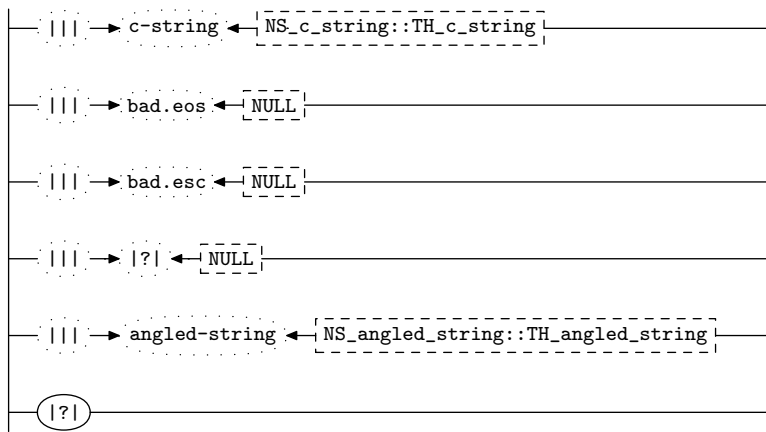 ||| c-string NS_c_string::TH_c_string
||| bad.eos NULL
||| bad.esc NULL
||| |?| NULL
||| angled-string NS_angled_string::TH_angled_string
|?|